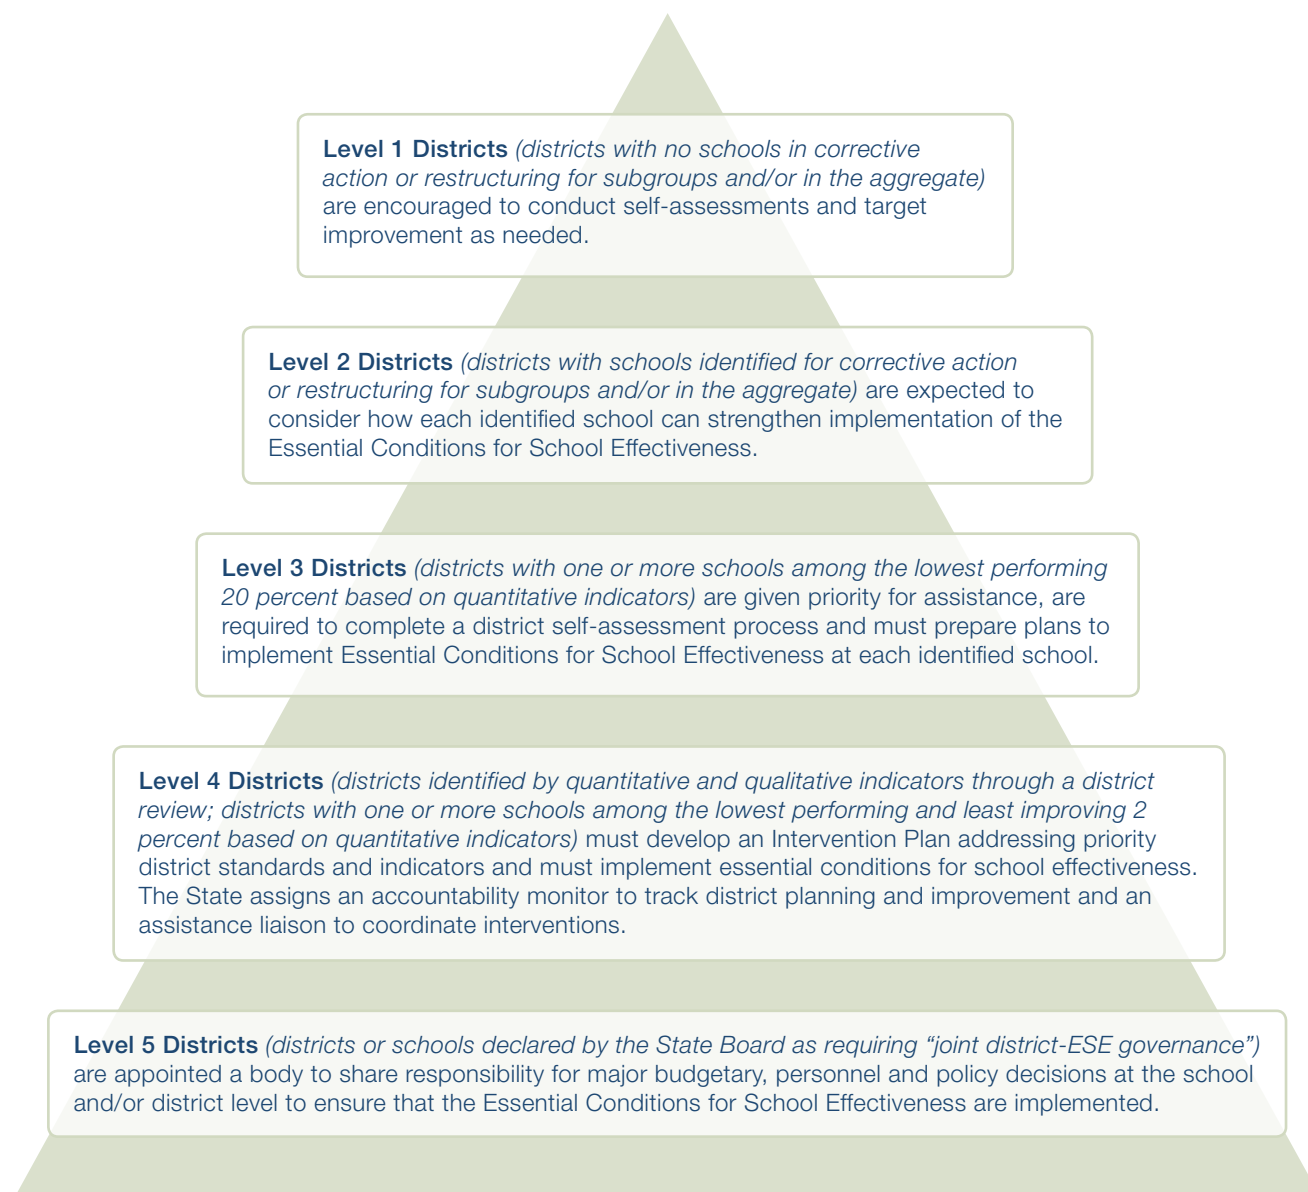 Level 1 Districts (districts with no schools in corrective
action or restructuring for subgroups and/or in the aggregate)
are encouraged to conduct self-assessments and target
improvement as needed.
Level 2 Districts (districts with schools identified for corrective action
or restructuring for subgroups and/or in the aggregate) are expected to
consider how each identified school can strengthen implementation of the
Essential Conditions for School Effectiveness.
Level 3 Districts (districts with one or more schools among the lowest performing
20 percent based on quantitative indicators) are given priority for assistance, are
required to complete a district self-assessment process and must prepare plans to
implement Essential Conditions for School Effectiveness at each identified school.
Level 4 Districts (districts identified by quantitative and qualitative indicators through a district
review; districts with one or more schools among the lowest performing and least improving 2
percent based on quantitative indicators) must develop an Intervention Plan addressing priority
district standards and indicators and must implement essential conditions for school effectiveness.
The State assigns an accountability monitor to track district planning and improvement and an
assistance liaison to coordinate interventions.
Level 5 Districts (districts or schools declared by the State Board as requiring “joint district-ESE governance”)
are appointed a body to share responsibility for major budgetary, personnel and policy decisions at the school
and/or district level to ensure that the Essential Conditions for School Effectiveness are implemented.